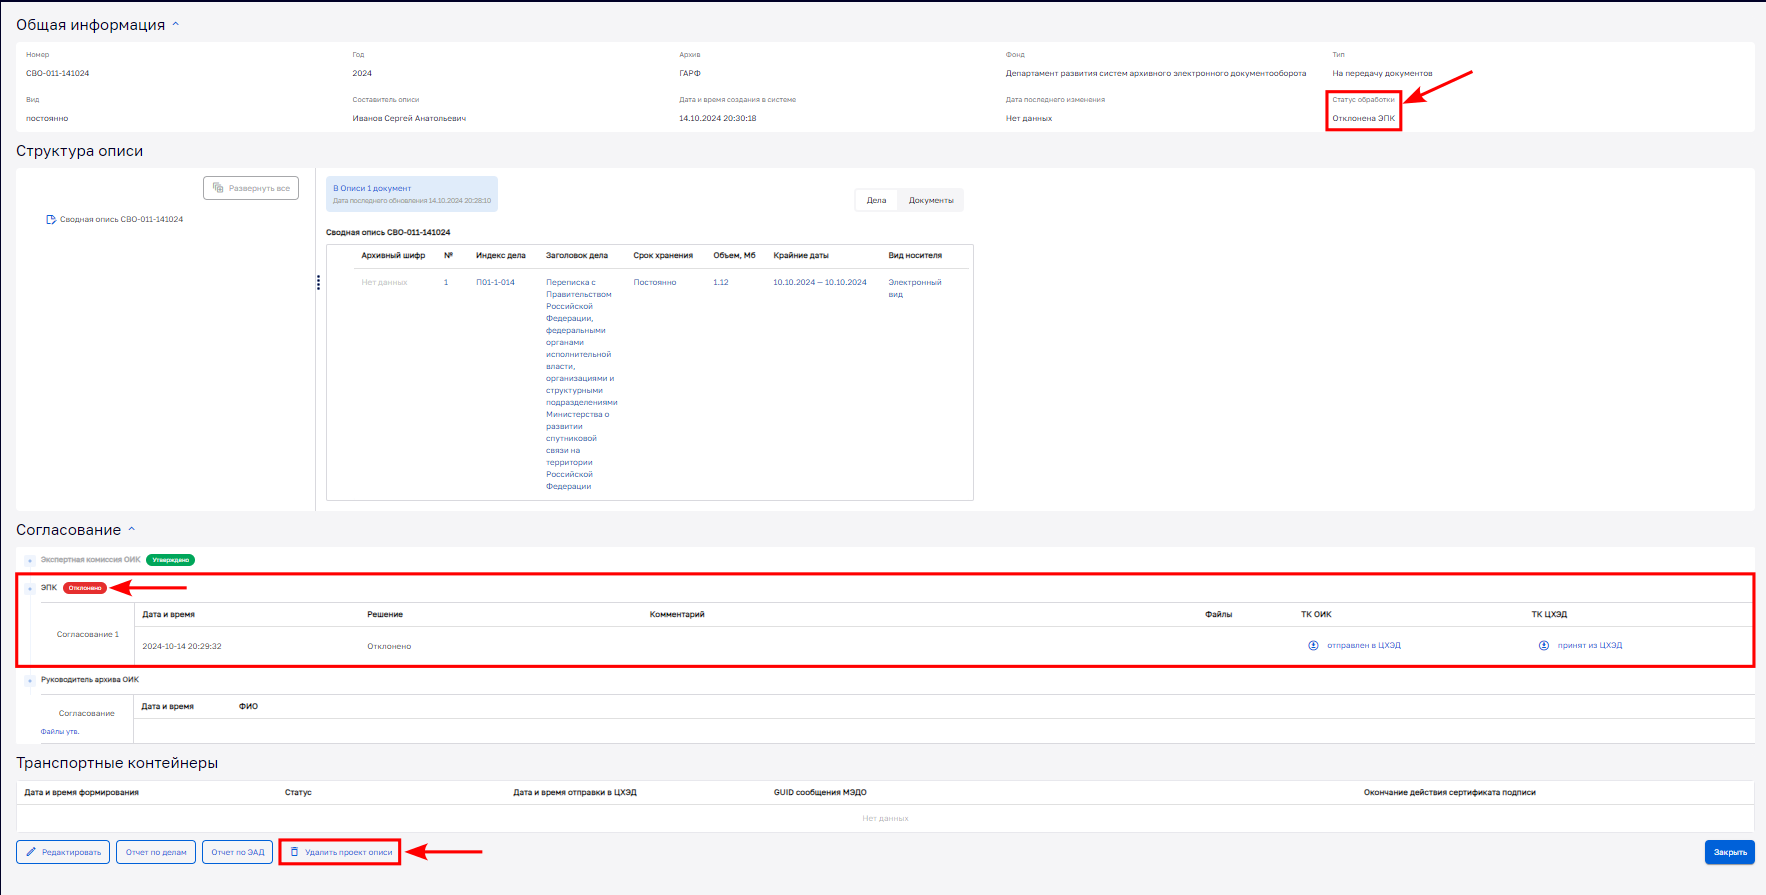 Общая информация
Номер
Год
Архив
Фонд
Тип
СВО-011-141024
2024
ГАРФ
Департамент развития систем архивного электронного документооборота
На передачу документов
Вид
Составитель описи
Дата и время создания в системе
Дата последнего изменения
Статус обработки
постоянно
Иванов Сергей Анатольевич
14.10.2024 20:30:18
Нет данных
Отклонена ЭПК
Структура описи
Развернуть все
Сводная опись СВО-011-141024
В Описи 1 документ
Дата последнего обновления 14.10.2024 20:28:10
Дела
Документы
Сводная опись СВО-011-141024
Архивный шифр
№
Индекс дела
Заголовок дела
Срок хранения
Объем, Мб
Крайние даты
Вид носителя
Нет данных
1
П01-1-014
Переписка с
Правительством
Российской
Федерации,
федеральными
органами
исполнительной
власти,
организациями и
структурными
подразделениями
Министерства о
развитии
спутниковой
связи на
территории
Российской
Федерации
Постоянно
1.12
10.10.2024 — 10.10.2024
Электронный
вид
Согласование
Экспертная комиссия ОИК
Утверждено
ЭПК
Отклонено
Дата и время
Решение
Комментарий
Файлы
ТК ОИК
ТК ЦХЭД
Согласование 1
2024-10-14 20:29:32
Отклонено
отправлен в ЦХЭД
принят из ЦХЭД
Руководитель архива ОИК
Согласование
Дата и время
ФИО
Файлы утв.
Транспортные контейнеры
Дата и время формирования
Статус
Дата и время отправки в ЦХЭД
GUID сообщения МЭДО
Окончание действия сертификата подписи
Нет данных
Редактировать
Отчет по делам
Отчет по ЭАД
Удалить проект описи
Закрыть